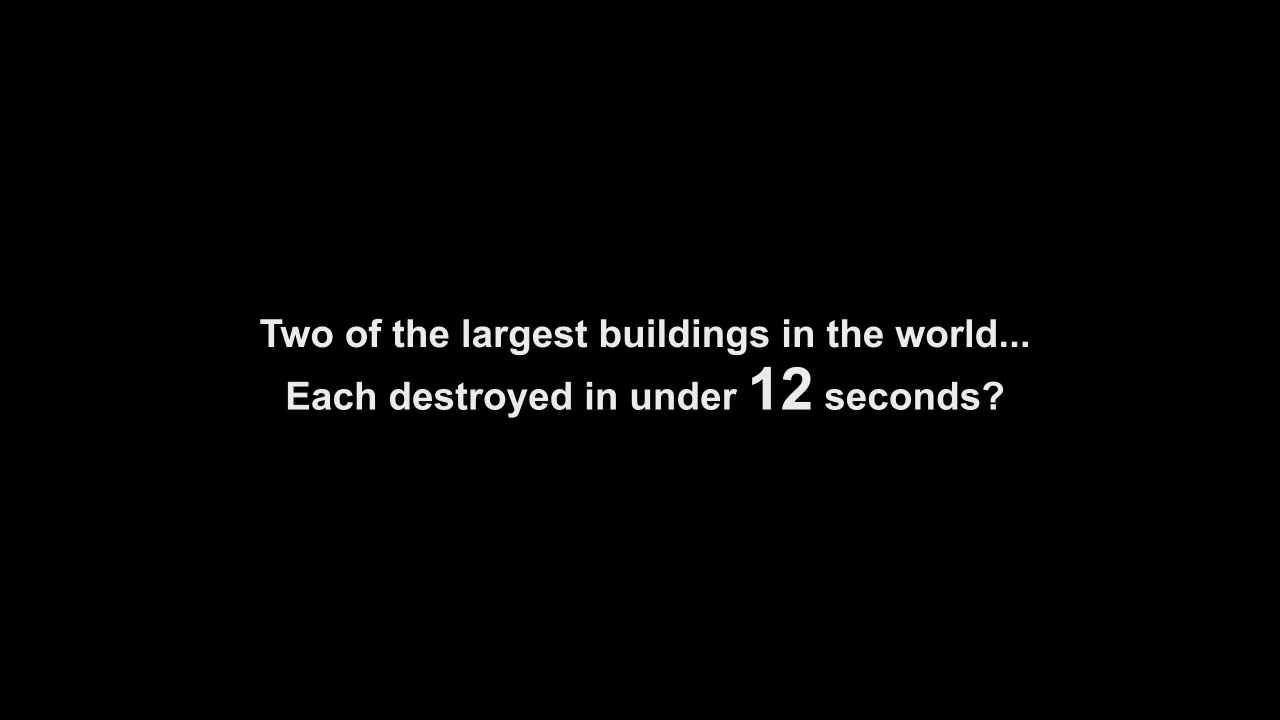 Two of the largest buildings in the world...
Each destroyed in under 12 seconds?